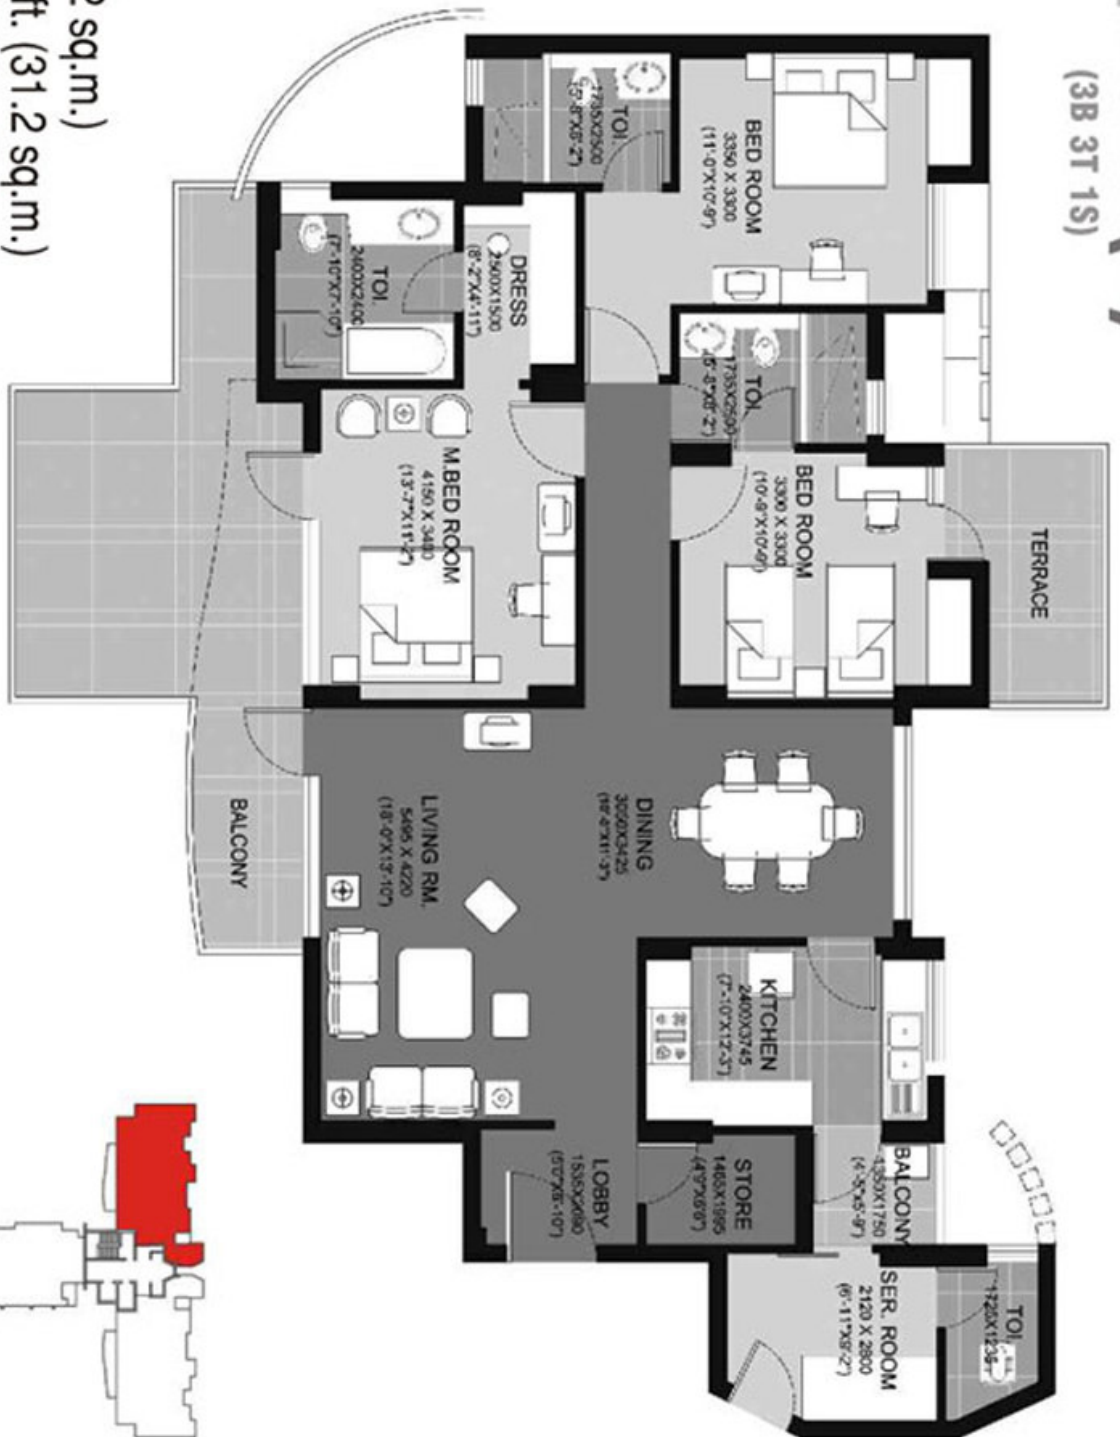 (3B 3T 1S)
2 sq.m.)
ft. (31.2 sq.m.)
TOI.
1735X2500
(5'-8"X8'-2")
BED ROOM
3350 X 3300
(11'-0"X10'-9")
TOI.
2400X2400
(7'-10"X7'-10")
DRESS
2500X1500
(8'-2"X4'-11")
TOI.
1735X2500
(5'-8"X8'-2")
M.BED ROOM
4150 X 3400
(13'-7"X11'-2")
BED ROOM
3300 X 3300
(10'-9"X10'-9")
TERRACE
BALCONY
LIVING RM.
5495 X 4220
(18'-0"X13'-10")
DINING
3050X3425
KITCHEN
2400X3745
(7'-10"X12'-3")
LOBBY
1535X2090
(5'0"X6'-10")
STORE
1465X1995
(4'9"X6'6")
BALCONY
1350X1750
(4'-5"x5'-9")
SER. ROOM
2120 X 2800
(6'-11"X9'-2")
TOI.
1725X1235